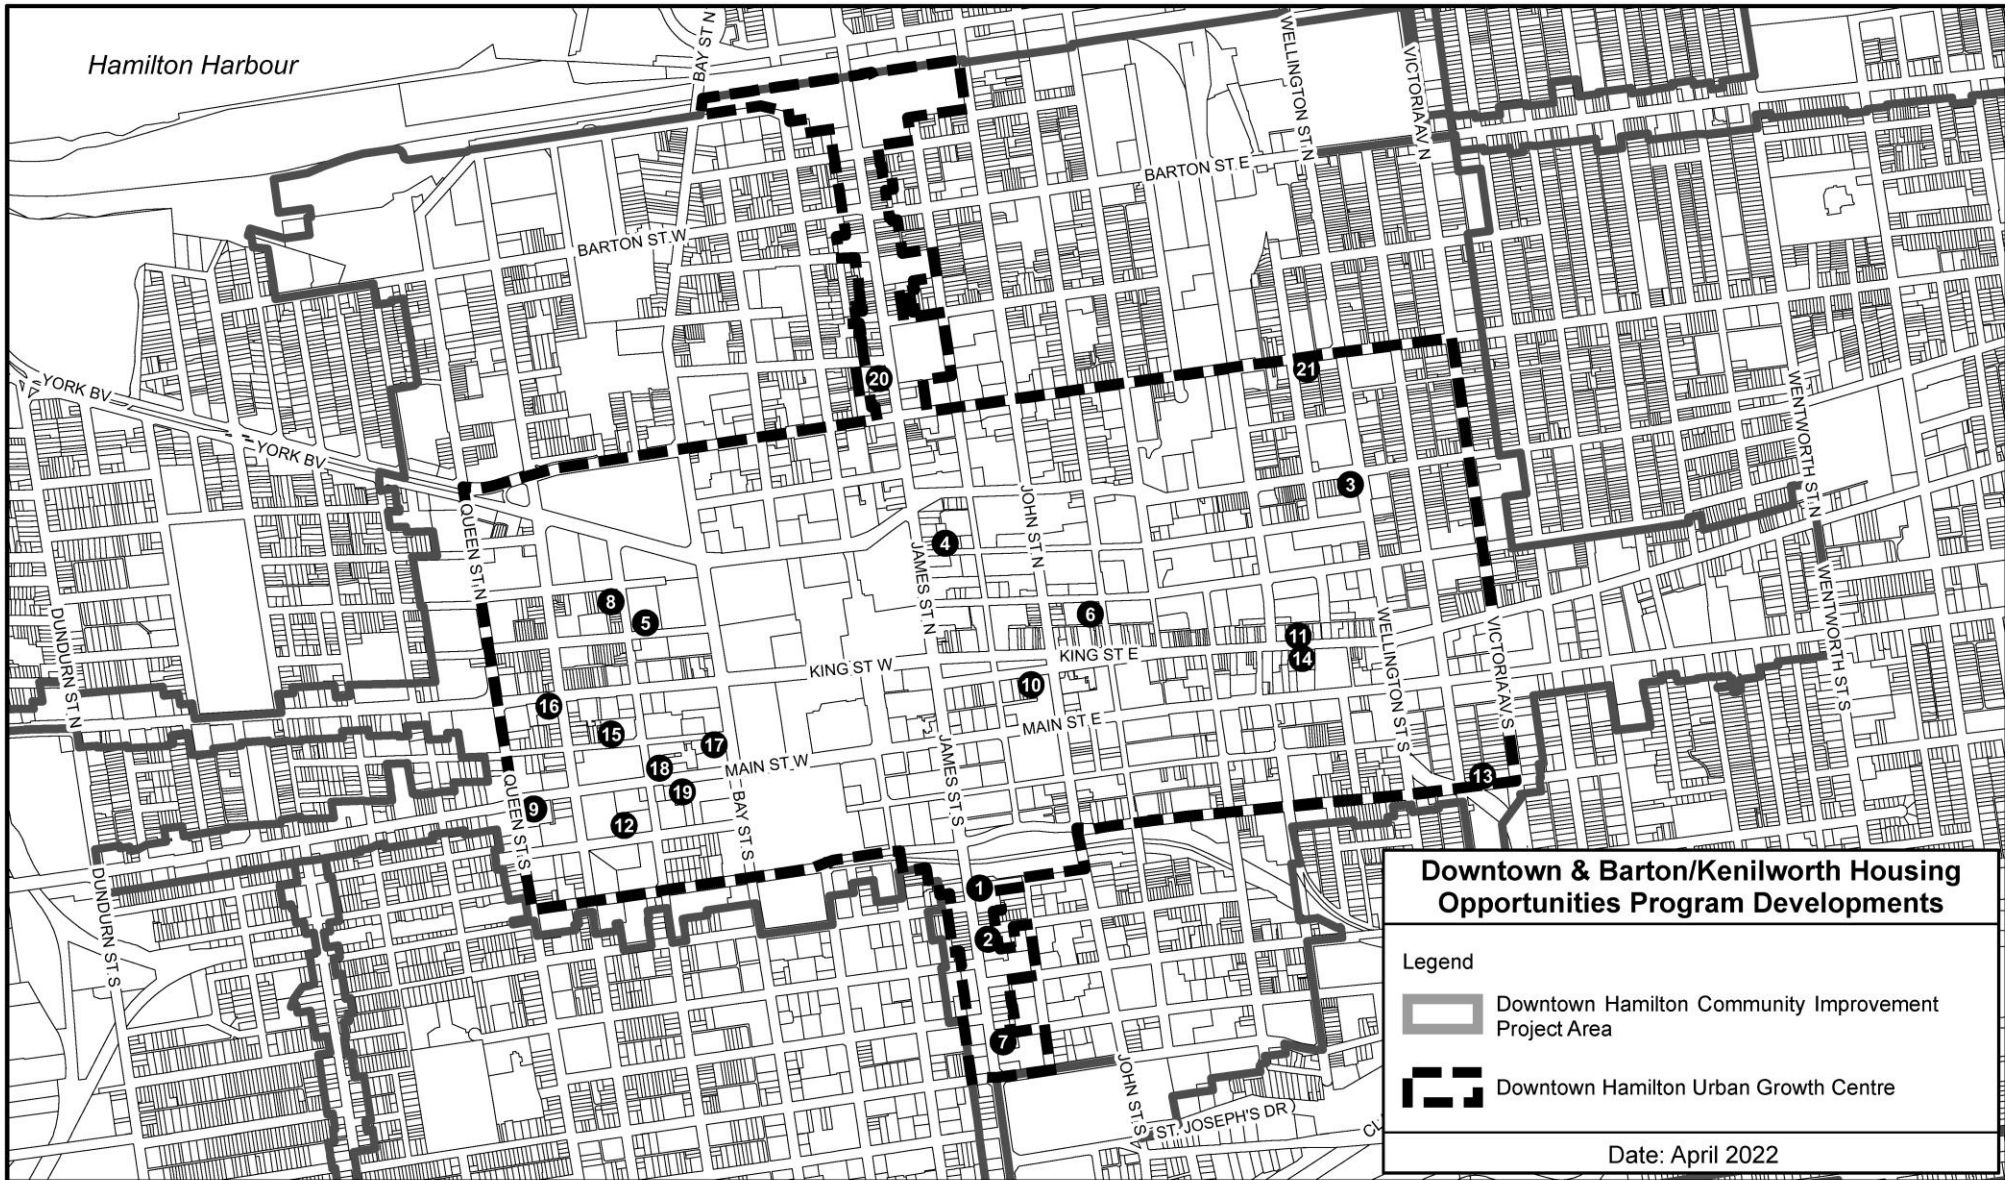 Hamilton Harbour
BAY ST N
WELLINGTON ST N
VICTORIA AV N
BARTON ST E
BARTON ST W
YORK BV
YORK BV
20
21
WENTWORTH ST N
3
QUEEN ST N
JOHN ST N
4
JAMES ST N
8
5
6
DUNDURN ST N
WENTWORTH ST S
WELLINGTON ST S
VICTORIA AV S
11
14
KING ST E
KING ST W
10
16
15
17
MAIN ST E
MAIN ST W
18
19
13
9
12
QUEEN ST S
BAY ST S
JAMES ST S
DUNDURN ST S
1
2
7
JOHN ST S
ST. JOSEPH'S DR
CL
Downtown & Barton/Kenilworth Housing
Opportunities Program Developments
Legend
Downtown Hamilton Community Improvement
Project Area
Downtown Hamilton Urban Growth Centre
Date: April 2022